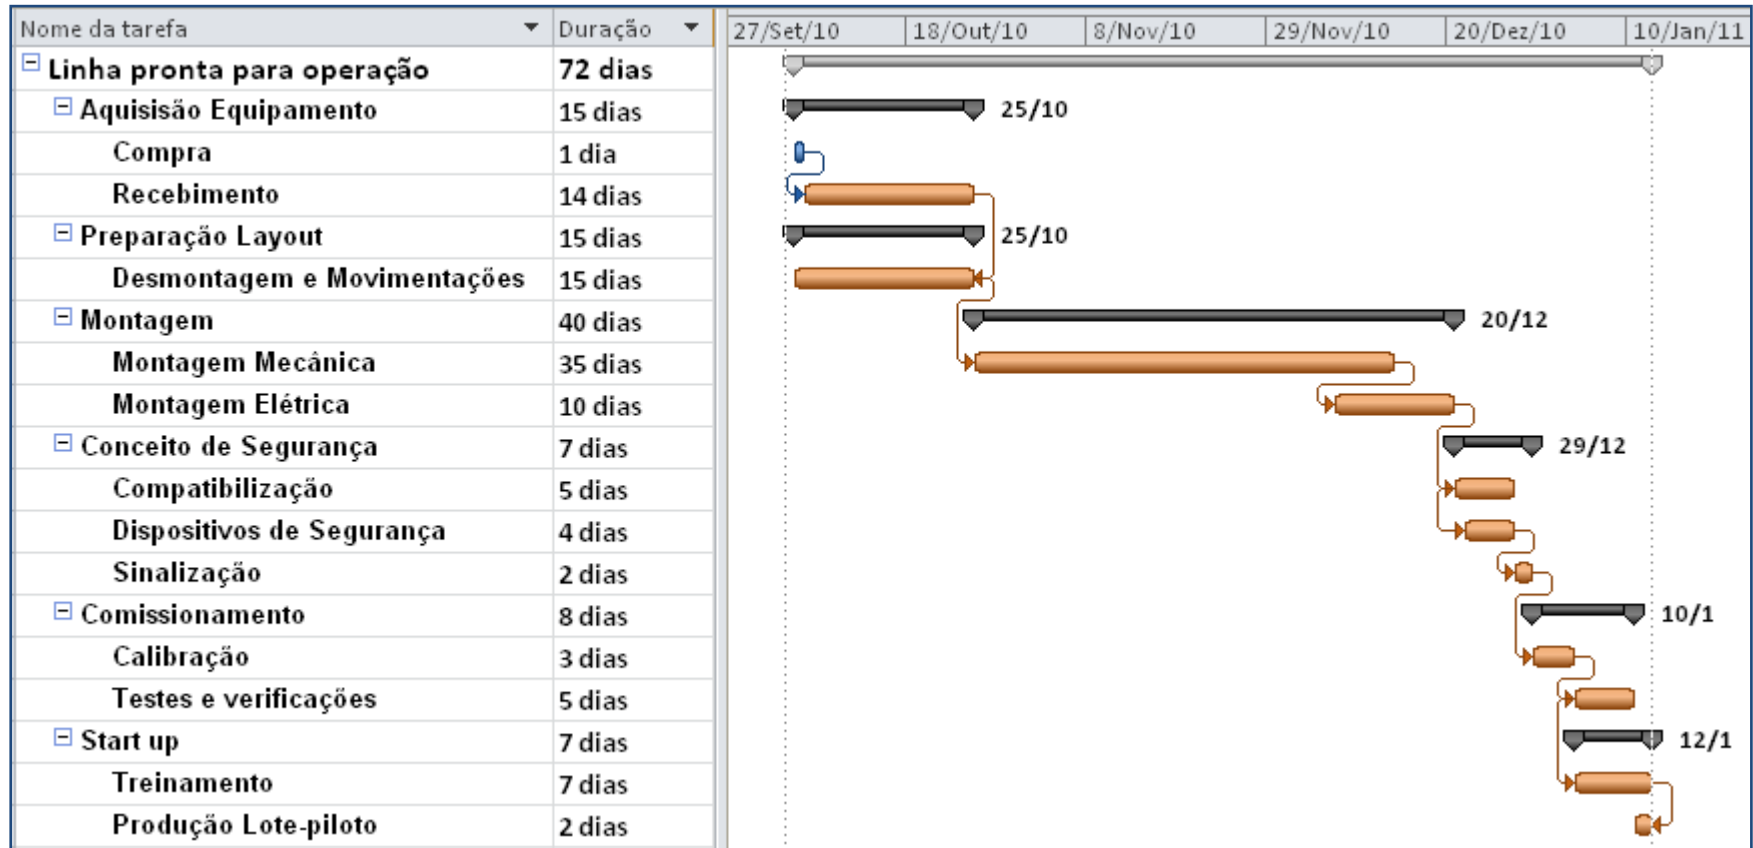 Nome da tarefa Duração 27/Set/10 18/Out/10 8/Nov/10 29/Nov/10 20/Dez/10 10/Jan/11
Linha pronta para operação 72 dias
Aquisisão Equipamento 15 dias 25/10
Compra 1 dia
Recebimento 14 dias
Preparação Layout 15 dias 25/10
Desmontagem e Movimentações 15 dias
Montagem 40 dias 20/12
Montagem Mecânica 35 dias
Montagem Elétrica 10 dias
Conceito de Segurança 7 dias 29/12
Compatibilização 5 dias
Dispositivos de Segurança 4 dias
Sinalização 2 dias
Comissionamento 8 dias 10/1
Calibração 3 dias
Testes e verificações 5 dias
Start up 7 dias 12/1
Treinamento 7 dias
Produção Lote-piloto 2 dias